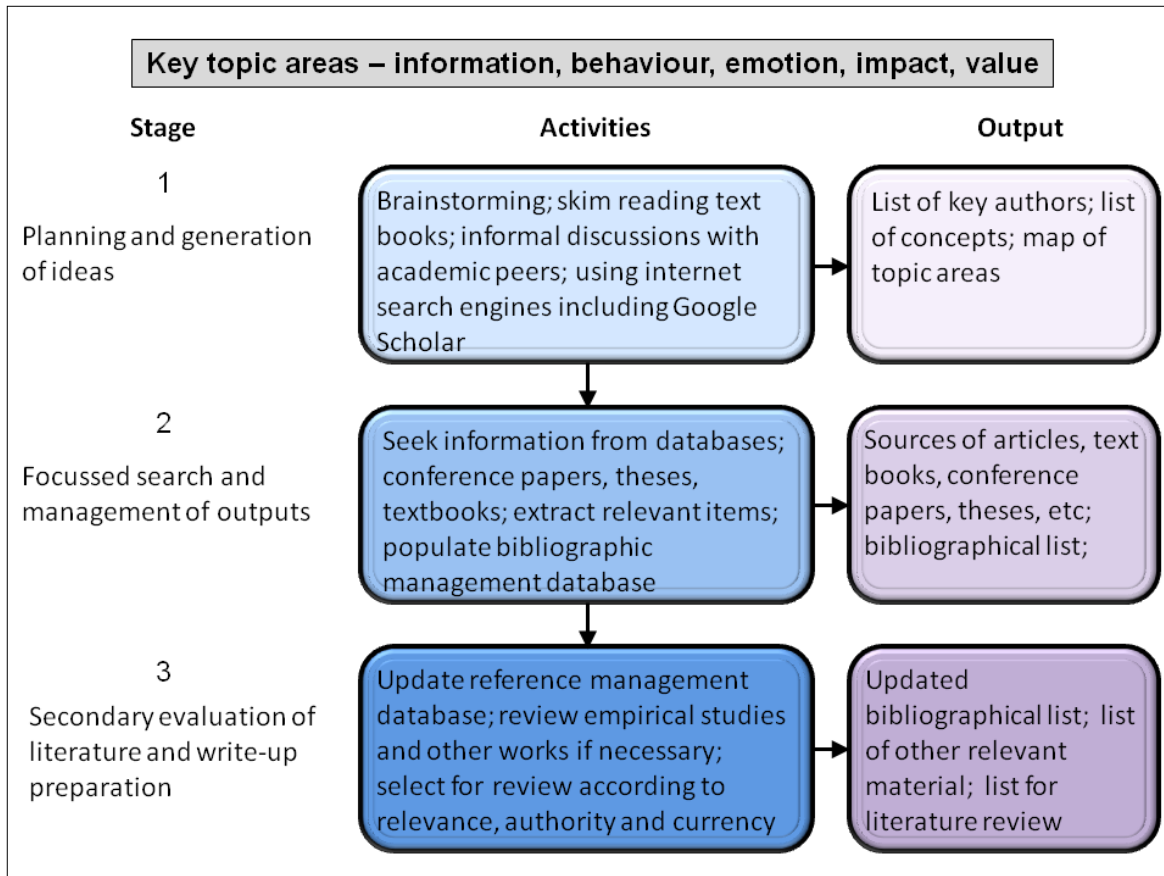 Key topic areas – information, behaviour, emotion, impact, value
Stage
Activities
Output
1
Planning and generation
of ideas
Brainstorming; skim reading text
books; informal discussions with
academic peers; using internet
search engines including Google
Scholar
List of key authors; list
of concepts; map of
topic areas
2
Focussed search and
management of outputs
Seek information from databases;
conference papers, theses,
textbooks; extract relevant items;
populate bibliographic
management database
Sources of articles, text
books, conference
papers, theses, etc;
bibliographical list;
3
Secondary evaluation of
literature and write-up
preparation
Update reference management
database; review empirical studies
and other works if necessary;
select for review according to
relevance, authority and currency
Updated
bibliographical list; list
of other relevant
material; list for
literature review